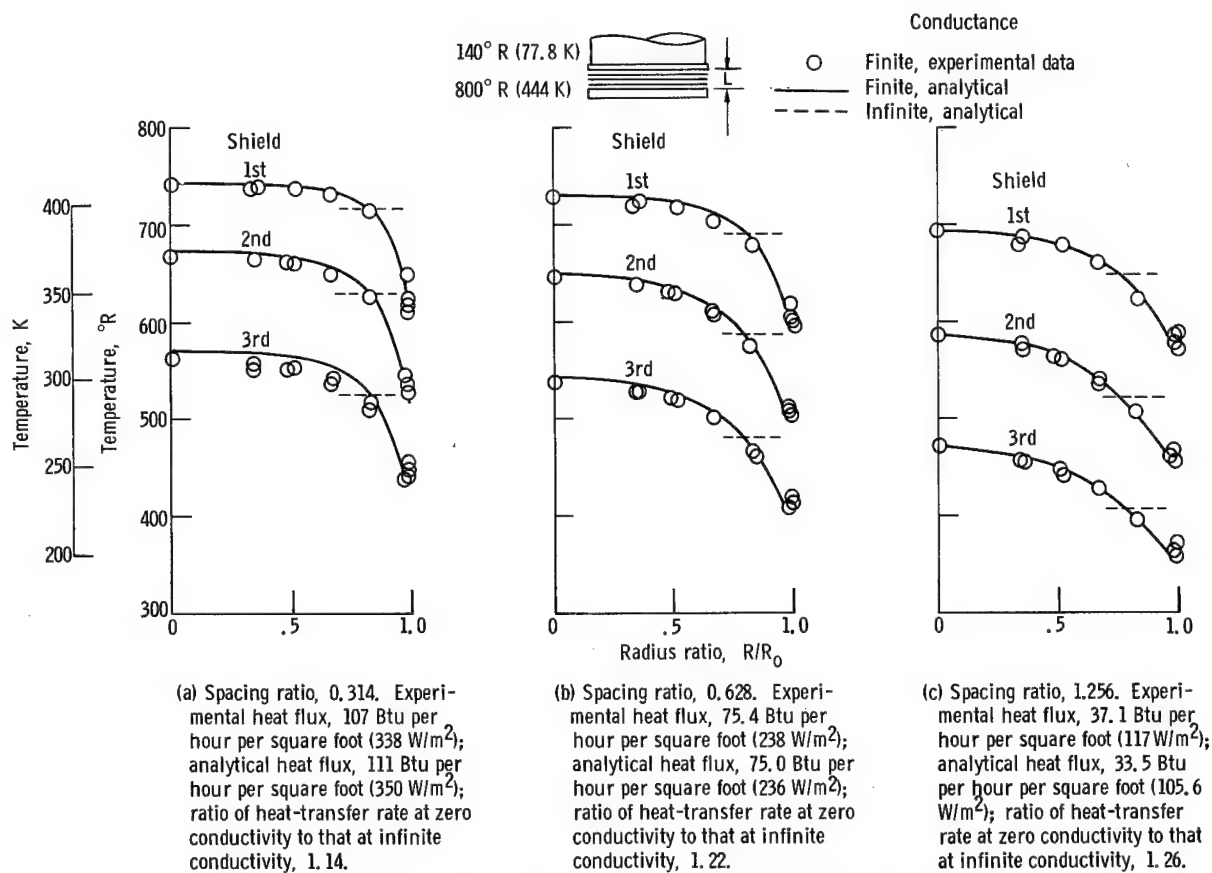 Conductance
140° R (77.8 K)
800° R (444 K)
L
Finite, experimental data
Finite, analytical
Infinite, analytical
Temperature, K
400
350
300
250
200
Temperature, °R
800
700
600
500
400
300
Shield
1st
2nd
3rd
0
.5
1.0
Shield
1st
2nd
3rd
0
.5
1.0
Shield
1st
2nd
3rd
0
.5
1.0
Radius ratio, R/R0
(a) Spacing ratio, 0.314. Experi-
mental heat flux, 107 Btu per
hour per square foot (338 W/m2);
analytical heat flux, 111 Btu per
hour per square foot (350 W/m2);
ratio of heat-transfer rate at zero
conductivity to that at infinite
conductivity, 1.14.
(b) Spacing ratio, 0.628. Experi-
mental heat flux, 75.4 Btu per
hour per square foot (238 W/m2);
analytical heat flux, 75.0 Btu per
hour per square foot (236 W/m2);
ratio of heat-transfer rate at zero
conductivity to that at infinite
conductivity, 1.22.
(c) Spacing ratio, 1.256. Experi-
mental heat flux, 37.1 Btu per
hour per square foot (117 W/m2);
analytical heat flux, 33.5 Btu
per hour per square foot (105.6
W/m2); ratio of heat-transfer
rate at zero conductivity to that
at infinite conductivity, 1.26.